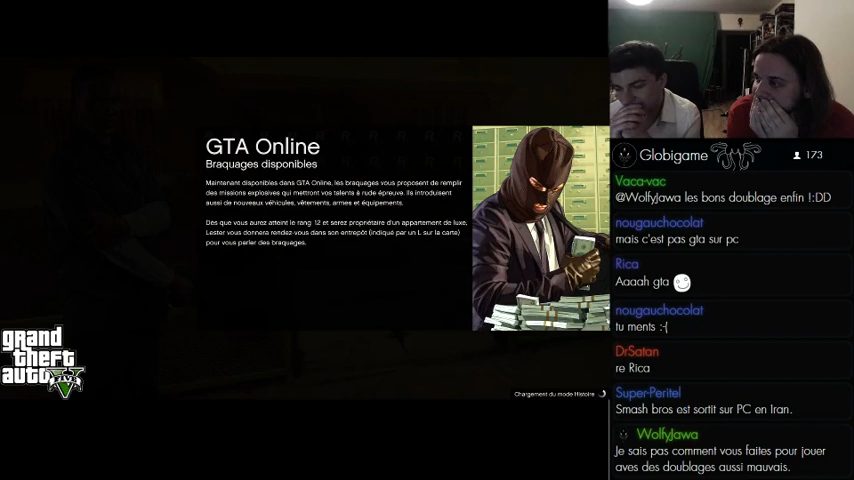 GTA Online
Braquages disponibles
Maintenant disponibles dans GTA Online, les braquages vous proposent de remplir
des missions explosives qui mettront vos talents à rude épreuve. Ils introduisent
aussi de nouveaux véhicules, vêtements, armes et équipements.
Dès que vous aurez atteint le rang 12 et serez propriétaire d'un appartement de luxe,
Lester vous donnera rendez-vous dans son entrepôt (indiqué par un L sur la carte)
pour vous parler des braquages.
grand
theft
auto V
FIVE
Chargement du mode Histoire
Globigame
173
Vaca-vac
@WolfyJawa les bons doublage enfin !:DD
nougauchocolat
mais c'est pas gta sur pc
Rica
Aaaah gta
nougauchocolat
tu ments :-{
DrSatan
re Rica
Super-Peritel
Smash bros est sortit sur PC en Iran.
WolfyJawa
Je sais pas comment vous faites pour jouer
aves des doublages aussi mauvais.